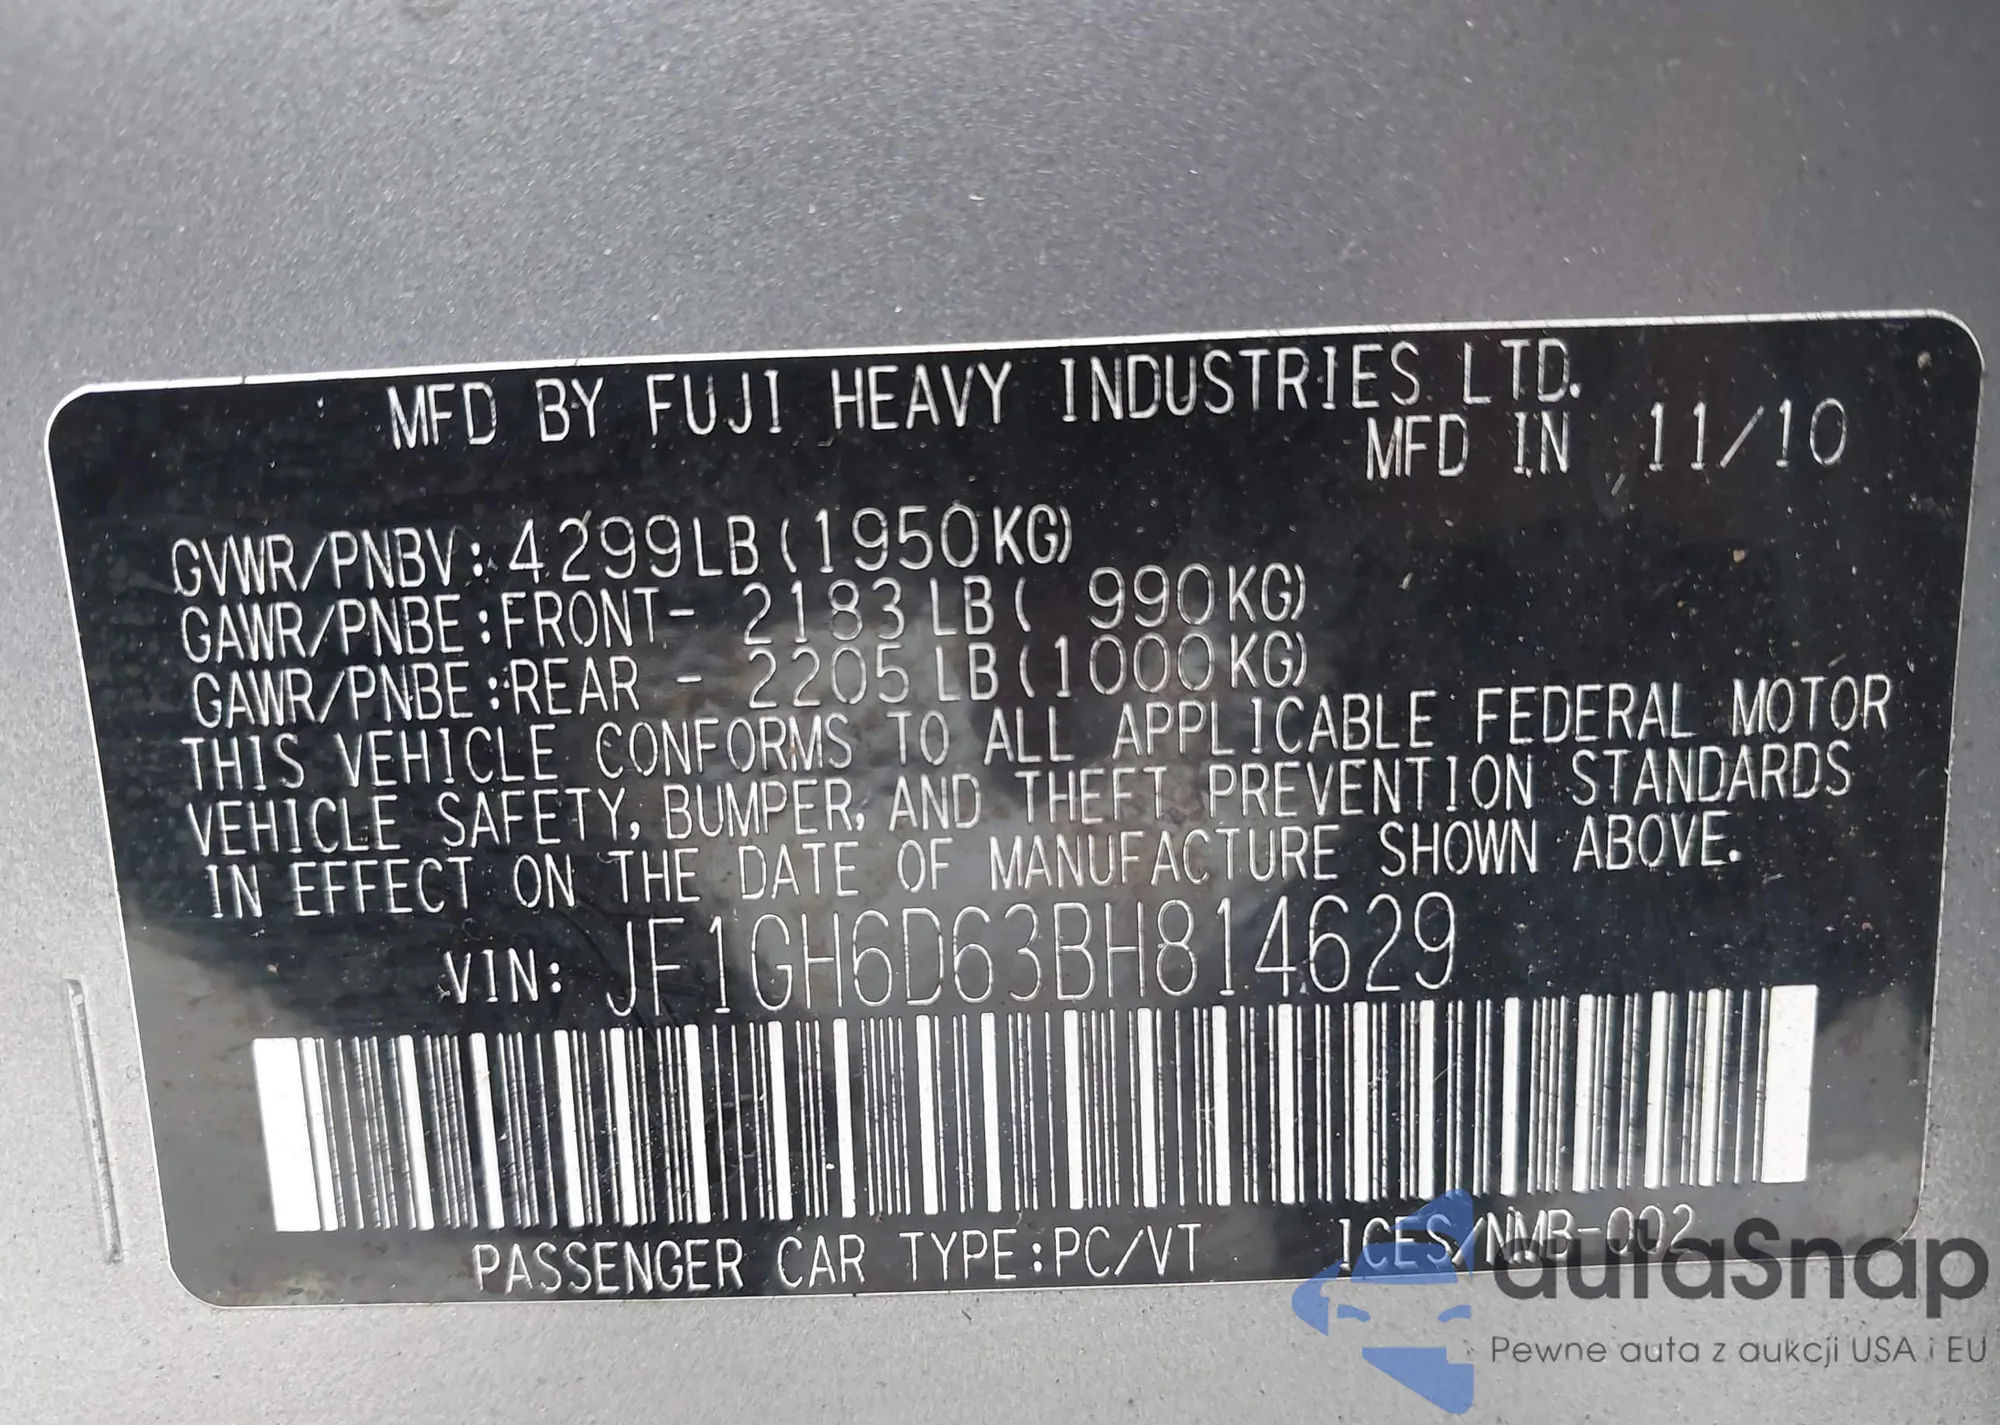 MFD BY FUJI HEAVY INDUSTRIES LTD.
MFD IN 11/10
GVWR/PNBV: 4299LB(1950KG)
GAWR/PNBE:FRONT- 2183LB( 990KG)
GAWR/PNBE:REAR - 2205LB(1000KG)
THIS VEHICLE CONFORMS TO ALL APPLICABLE FEDERAL MOTOR
VEHICLE SAFETY, BUMPER, AND THEFT PREVENTION STANDARDS
IN EFFECT ON THE DATE OF MANUFACTURE SHOWN ABOVE.
VIN: JF1GH6D63BH814629
PASSENGER CAR TYPE:PC/VT ICES/NMB-002
autaSnap
Pewne auta z aukcji USA i EU